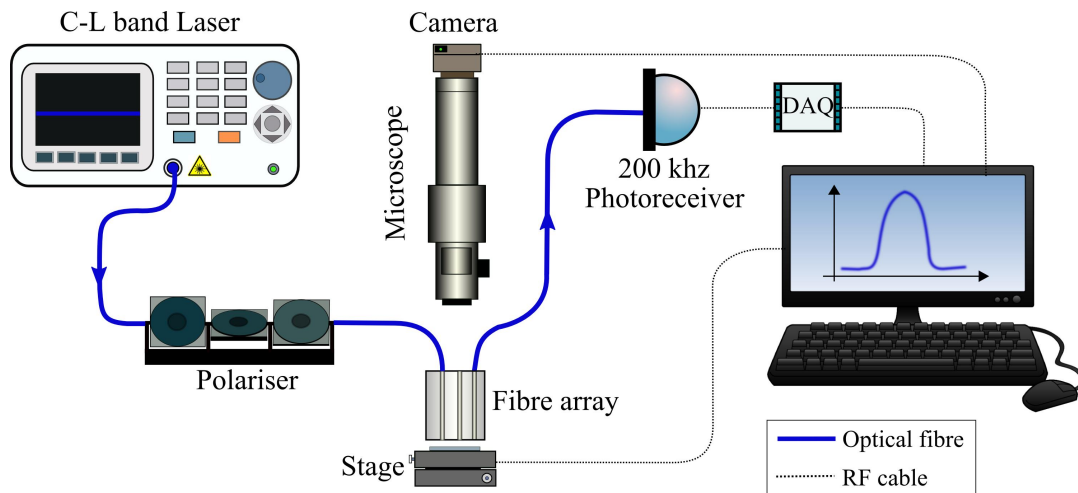 C-L band Laser
Camera
Microscope
200 khz
Photoreceiver
DAQ
Polariser
Fibre array
Stage
Optical fibre
RF cable